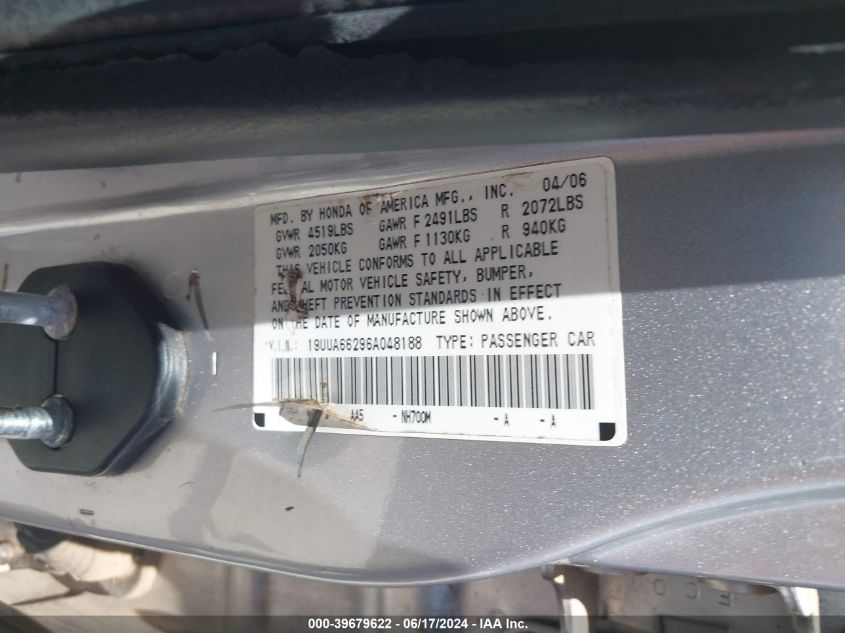 MFD. BY HONDA OF AMERICA MFG., INC. 04/06
GVWR 4519LBS GAWR F 2491LBS R 2072LBS
GVWR 2050KG GAWR F 1130KG R 940KG
THIS VEHICLE CONFORMS TO ALL APPLICABLE
MOTOR VEHICLE SAFETY, BUMPER,
AND THEFT PREVENTION STANDARDS IN EFFECT
ON THE DATE OF MANUFACTURE SHOWN ABOVE.
V.I.N.: 19UUA66296A048188 TYPE: PASSENGER CAR
AA5 - NH700M - A - A
000-39679622 - 06/17/2024 - IAA Inc.